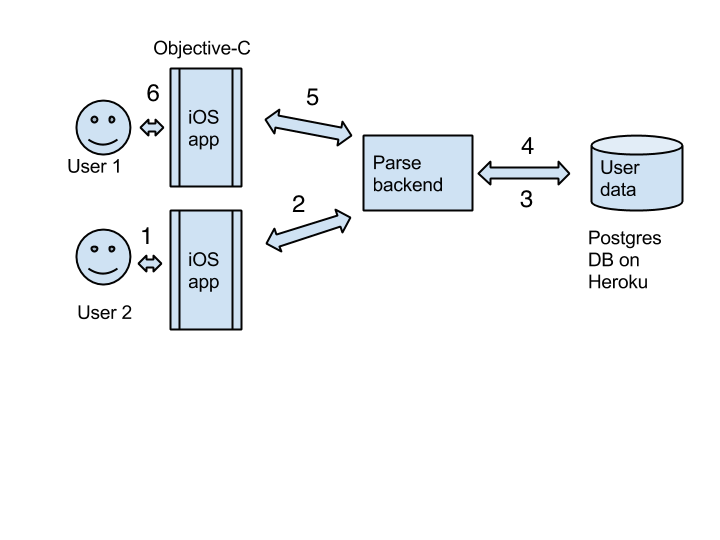 Objective-C
6
5
iOS
app
User 1
4
Parse
backend
User
data
3
1
2
iOS
app
Postgres
DB on
Heroku
User 2